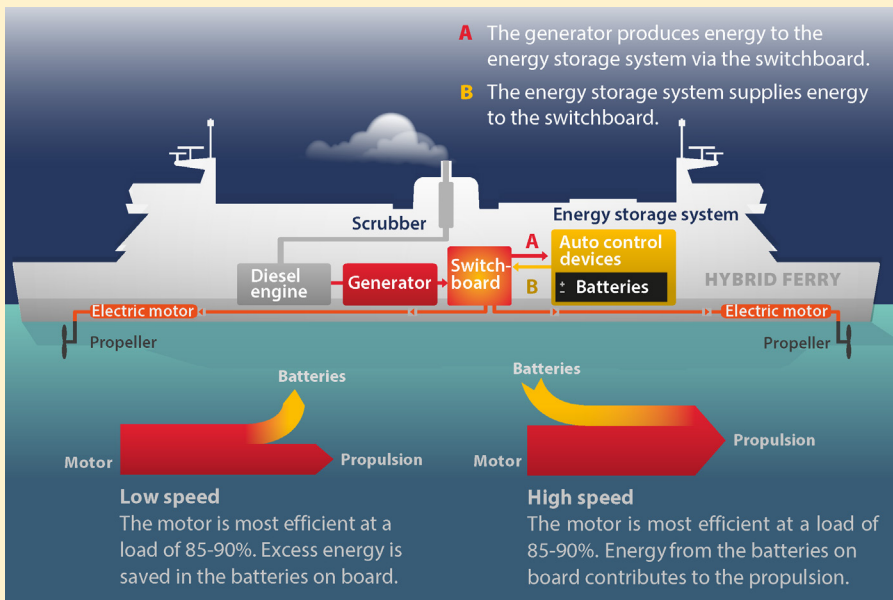 A The generator produces energy to the
energy storage system via the switchboard.
B The energy storage system supplies energy
to the switchboard.
Scrubber
Energy storage system
Diesel
engine
Generator
Switch-
board
A
B
Auto control
devices
+
-
Batteries
HYBRID FERRY
Electric motor
Electric motor
Propeller
Propeller
Batteries
Motor
Propulsion
Low speed
The motor is most efficient at a
load of 85-90%. Excess energy is
saved in the batteries on board.
Batteries
Motor
Propulsion
High speed
The motor is most efficient at a load of
85-90%. Energy from the batteries on
board contributes to the propulsion.